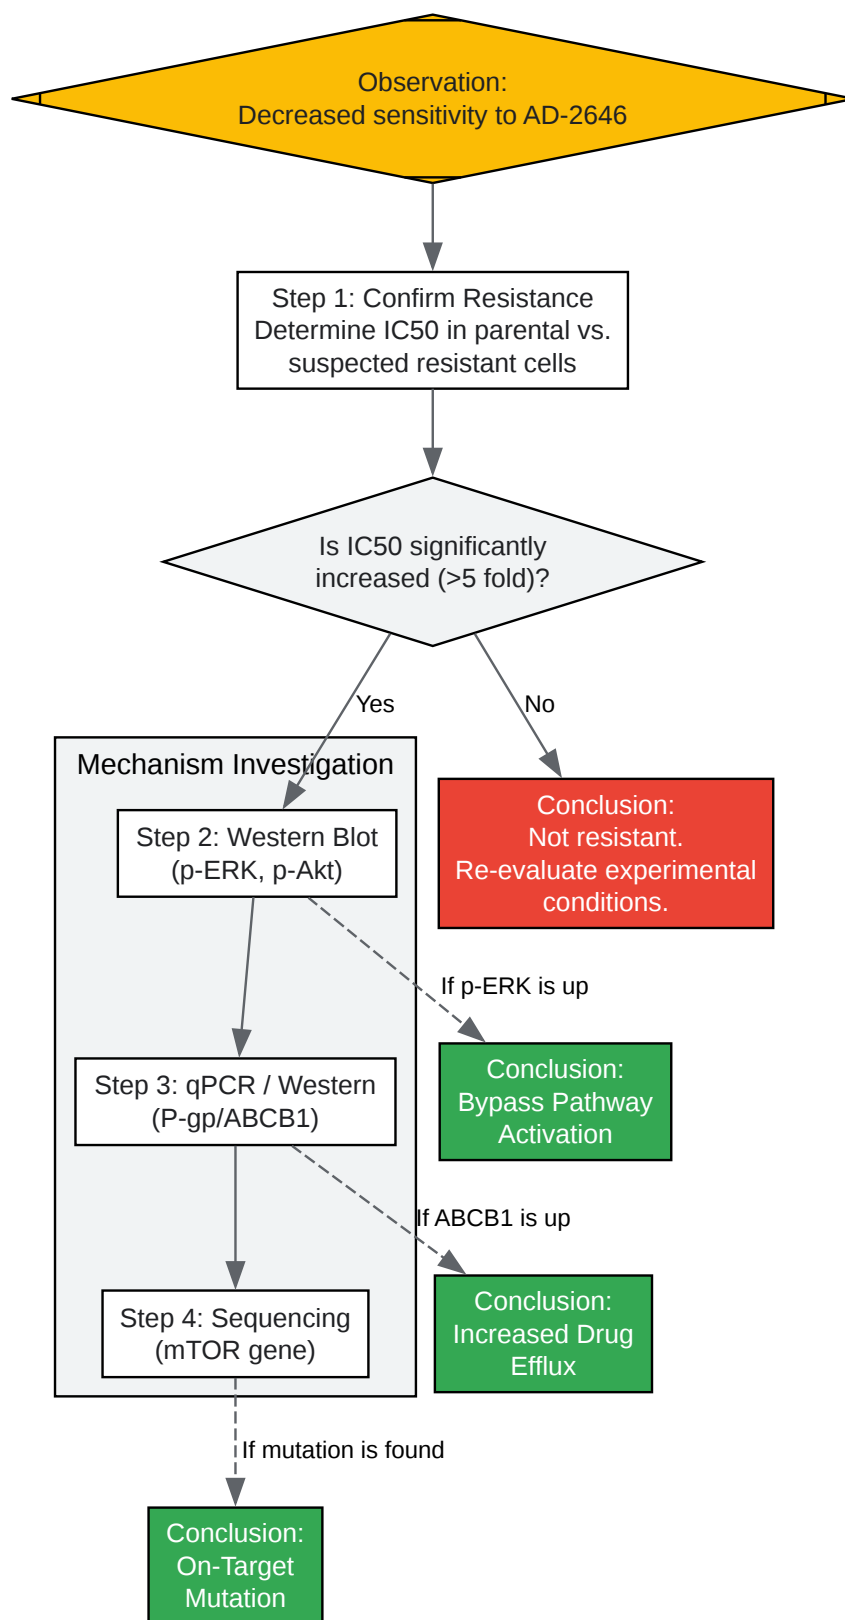 Observation:
Decreased sensitivity to AD-2646
Step 1: Confirm Resistance
Determine IC50 in parental vs.
suspected resistant cells
Is IC50 significantly
increased (>5 fold)?
Yes
No
Mechanism Investigation
Step 2: Western Blot
(p-ERK, p-Akt)
Conclusion:
Not resistant.
Re-evaluate experimental
conditions.
If p-ERK is up
Conclusion:
Bypass Pathway
Activation
Step 3: qPCR / Western
(P-gp/ABCB1)
If ABCB1 is up
Conclusion:
Increased Drug
Efflux
Step 4: Sequencing
(mTOR gene)
If mutation is found
Conclusion:
On-Target
Mutation